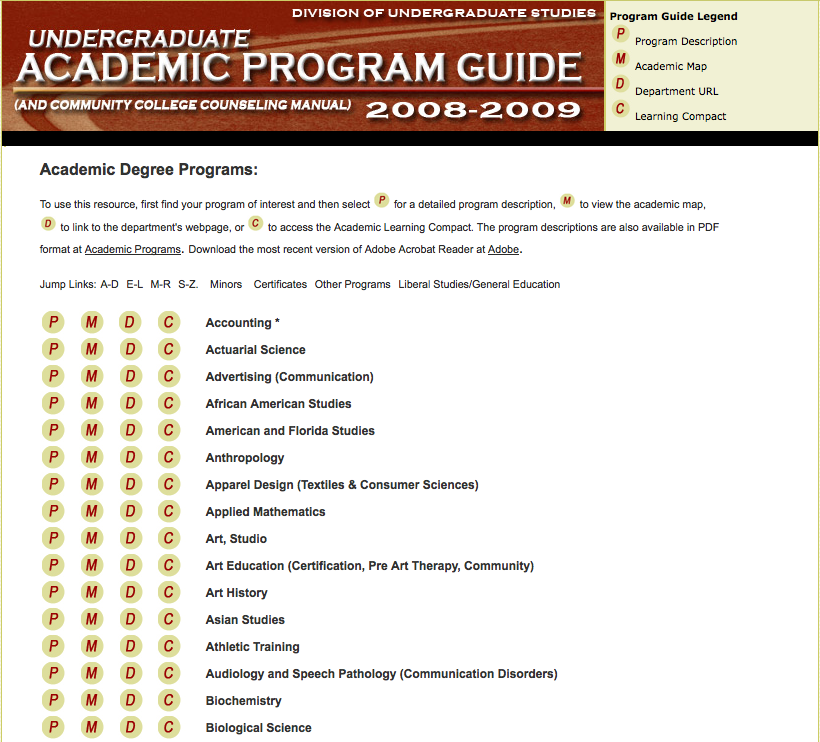 DIVISION OF UNDERGRADUATE STUDIES
UNDERGRADUATE
ACADEMIC PROGRAM GUIDE
(AND COMMUNITY COLLEGE COUNSELING MANUAL) 2008-2009
Program Guide Legend
P Program Description
M Academic Map
D Department URL
C Learning Compact
Academic Degree Programs:
To use this resource, first find your program of interest and then select P for a detailed program description, M to view the academic map,
D to link to the department's webpage, or C to access the Academic Learning Compact. The program descriptions are also available in PDF
format at Academic Programs. Download the most recent version of Adobe Acrobat Reader at Adobe.
Jump Links: A-D E-L M-R S-Z. Minors Certificates Other Programs Liberal Studies/General Education
P M D C Accounting *
P M D C Actuarial Science
P M D C Advertising (Communication)
P M D C African American Studies
P M D C American and Florida Studies
P M D C Anthropology
P M D C Apparel Design (Textiles & Consumer Sciences)
P M D C Applied Mathematics
P M D C Art, Studio
P M D C Art Education (Certification, Pre Art Therapy, Community)
P M D C Art History
P M D C Asian Studies
P M D C Athletic Training
P M D C Audiology and Speech Pathology (Communication Disorders)
P M D C Biochemistry
P M D C Biological Science